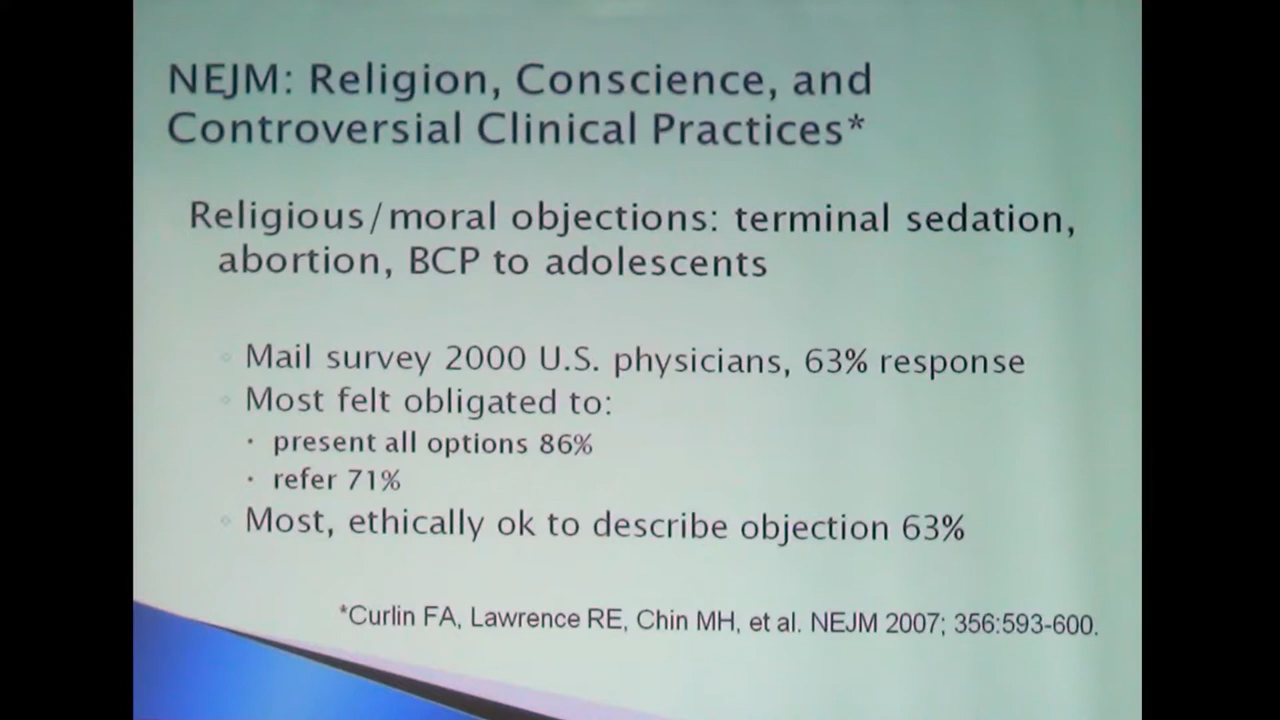 NEJM: Religion, Conscience, and
Controversial Clinical Practices*
Religious/moral objections: terminal sedation,
abortion, BCP to adolescents
Mail survey 2000 U.S. physicians, 63% response
Most felt obligated to:
present all options 86%
refer 71%
Most, ethically ok to describe objection 63%
*Curlin FA, Lawrence RE, Chin MH, et al. NEJM 2007; 356:593-600.